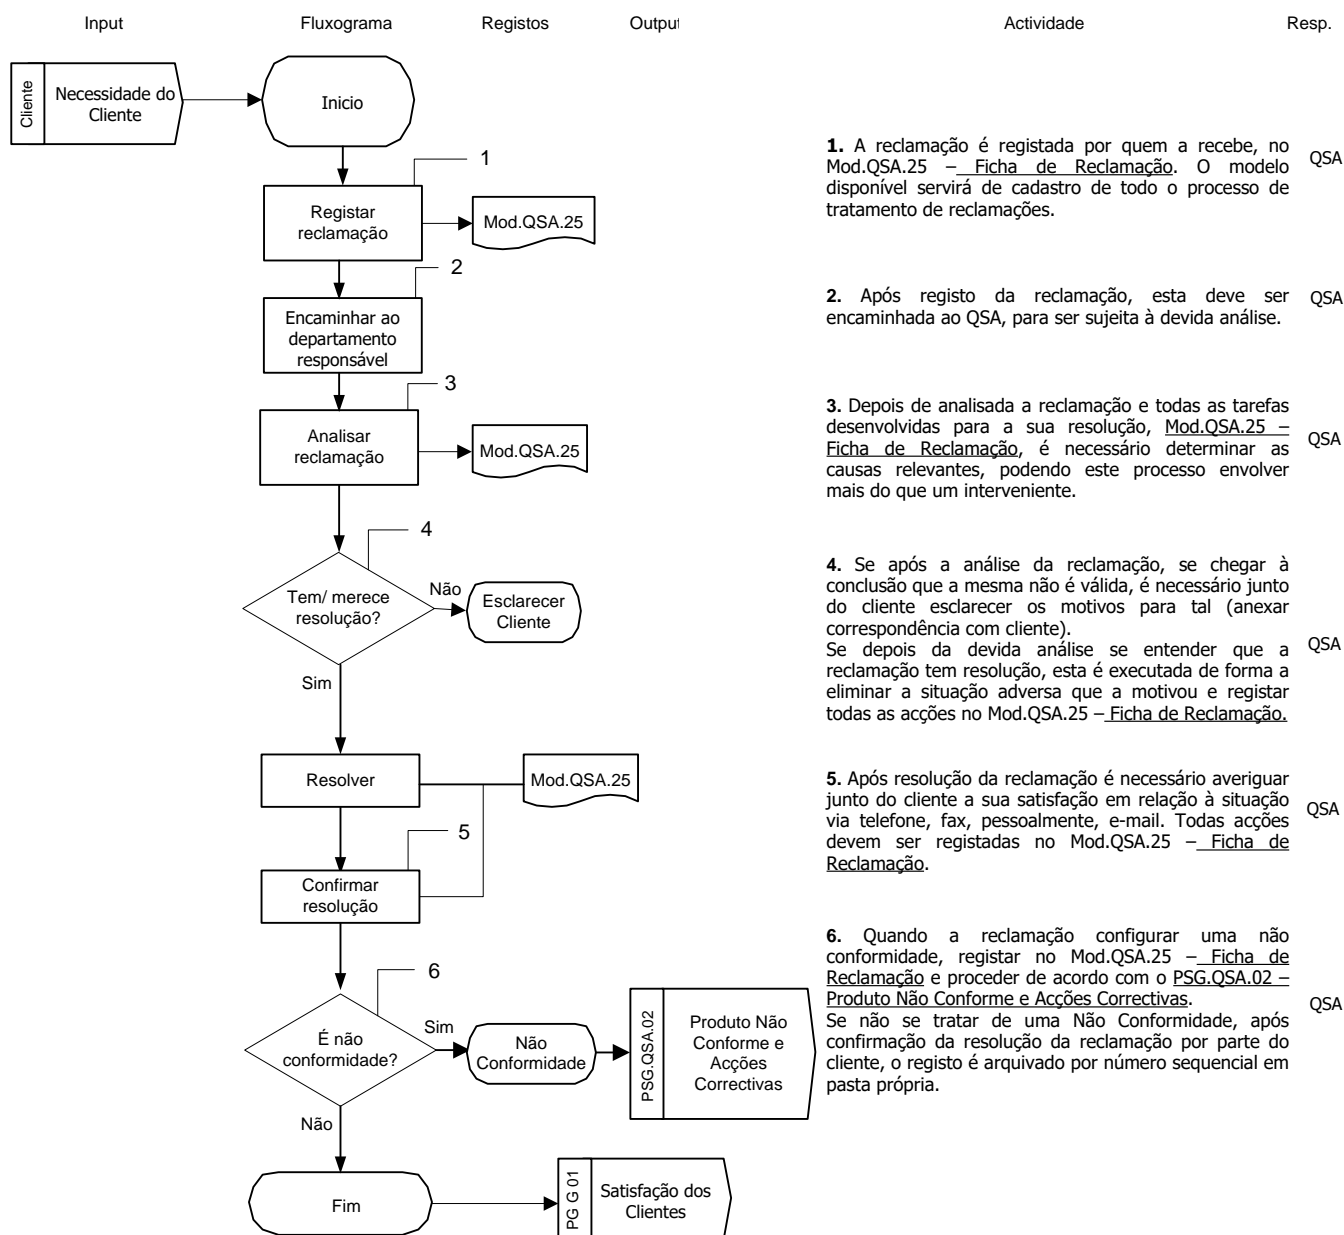 Input
Fluxograma
Registos
Output
Actividade
Resp.
Cliente
Necessidade do
Cliente
Inicio
1
Registar
reclamação
Mod.QSA.25
2
Encaminhar ao
departamento
responsável
3
Analisar
reclamação
Mod.QSA.25
4
Tem/ merece
resolução?
Não
Esclarecer
Cliente
Sim
Resolver
Mod.QSA.25
5
Confirmar
resolução
6
É não
conformidade?
Sim
Não
Conformidade
PSG.QSA.02
Produto Não
Conforme e
Acções
Correctivas
Não
Fim
PG G 01
Satisfação dos
Clientes
1. A reclamação é registada por quem a recebe, no
Mod.QSA.25 – Ficha de Reclamação. O modelo
disponível servirá de cadastro de todo o processo de
tratamento de reclamações.
QSA
2. Após registo da reclamação, esta deve ser
encaminhada ao QSA, para ser sujeita à devida análise.
QSA
3. Depois de analisada a reclamação e todas as tarefas
desenvolvidas para a sua resolução, Mod.QSA.25 –
Ficha de Reclamação, é necessário determinar as
causas relevantes, podendo este processo envolver
mais do que um interveniente.
QSA
4. Se após a análise da reclamação, se chegar à
conclusão que a mesma não é válida, é necessário junto
do cliente esclarecer os motivos para tal (anexar
correspondência com cliente).
Se depois da devida análise se entender que a
reclamação tem resolução, esta é executada de forma a
eliminar a situação adversa que a motivou e registar
todas as acções no Mod.QSA.25 – Ficha de Reclamação.
QSA
5. Após resolução da reclamação é necessário averiguar
junto do cliente a sua satisfação em relação à situação
via telefone, fax, pessoalmente, e-mail. Todas acções
devem ser registadas no Mod.QSA.25 – Ficha de
Reclamação.
QSA
6. Quando a reclamação configurar uma não
conformidade, registar no Mod.QSA.25 – Ficha de
Reclamação e proceder de acordo com o PSG.QSA.02 –
Produto Não Conforme e Acções Correctivas.
Se não se tratar de uma Não Conformidade, após
confirmação da resolução da reclamação por parte do
cliente, o registo é arquivado por número sequencial em
pasta própria.
QSA